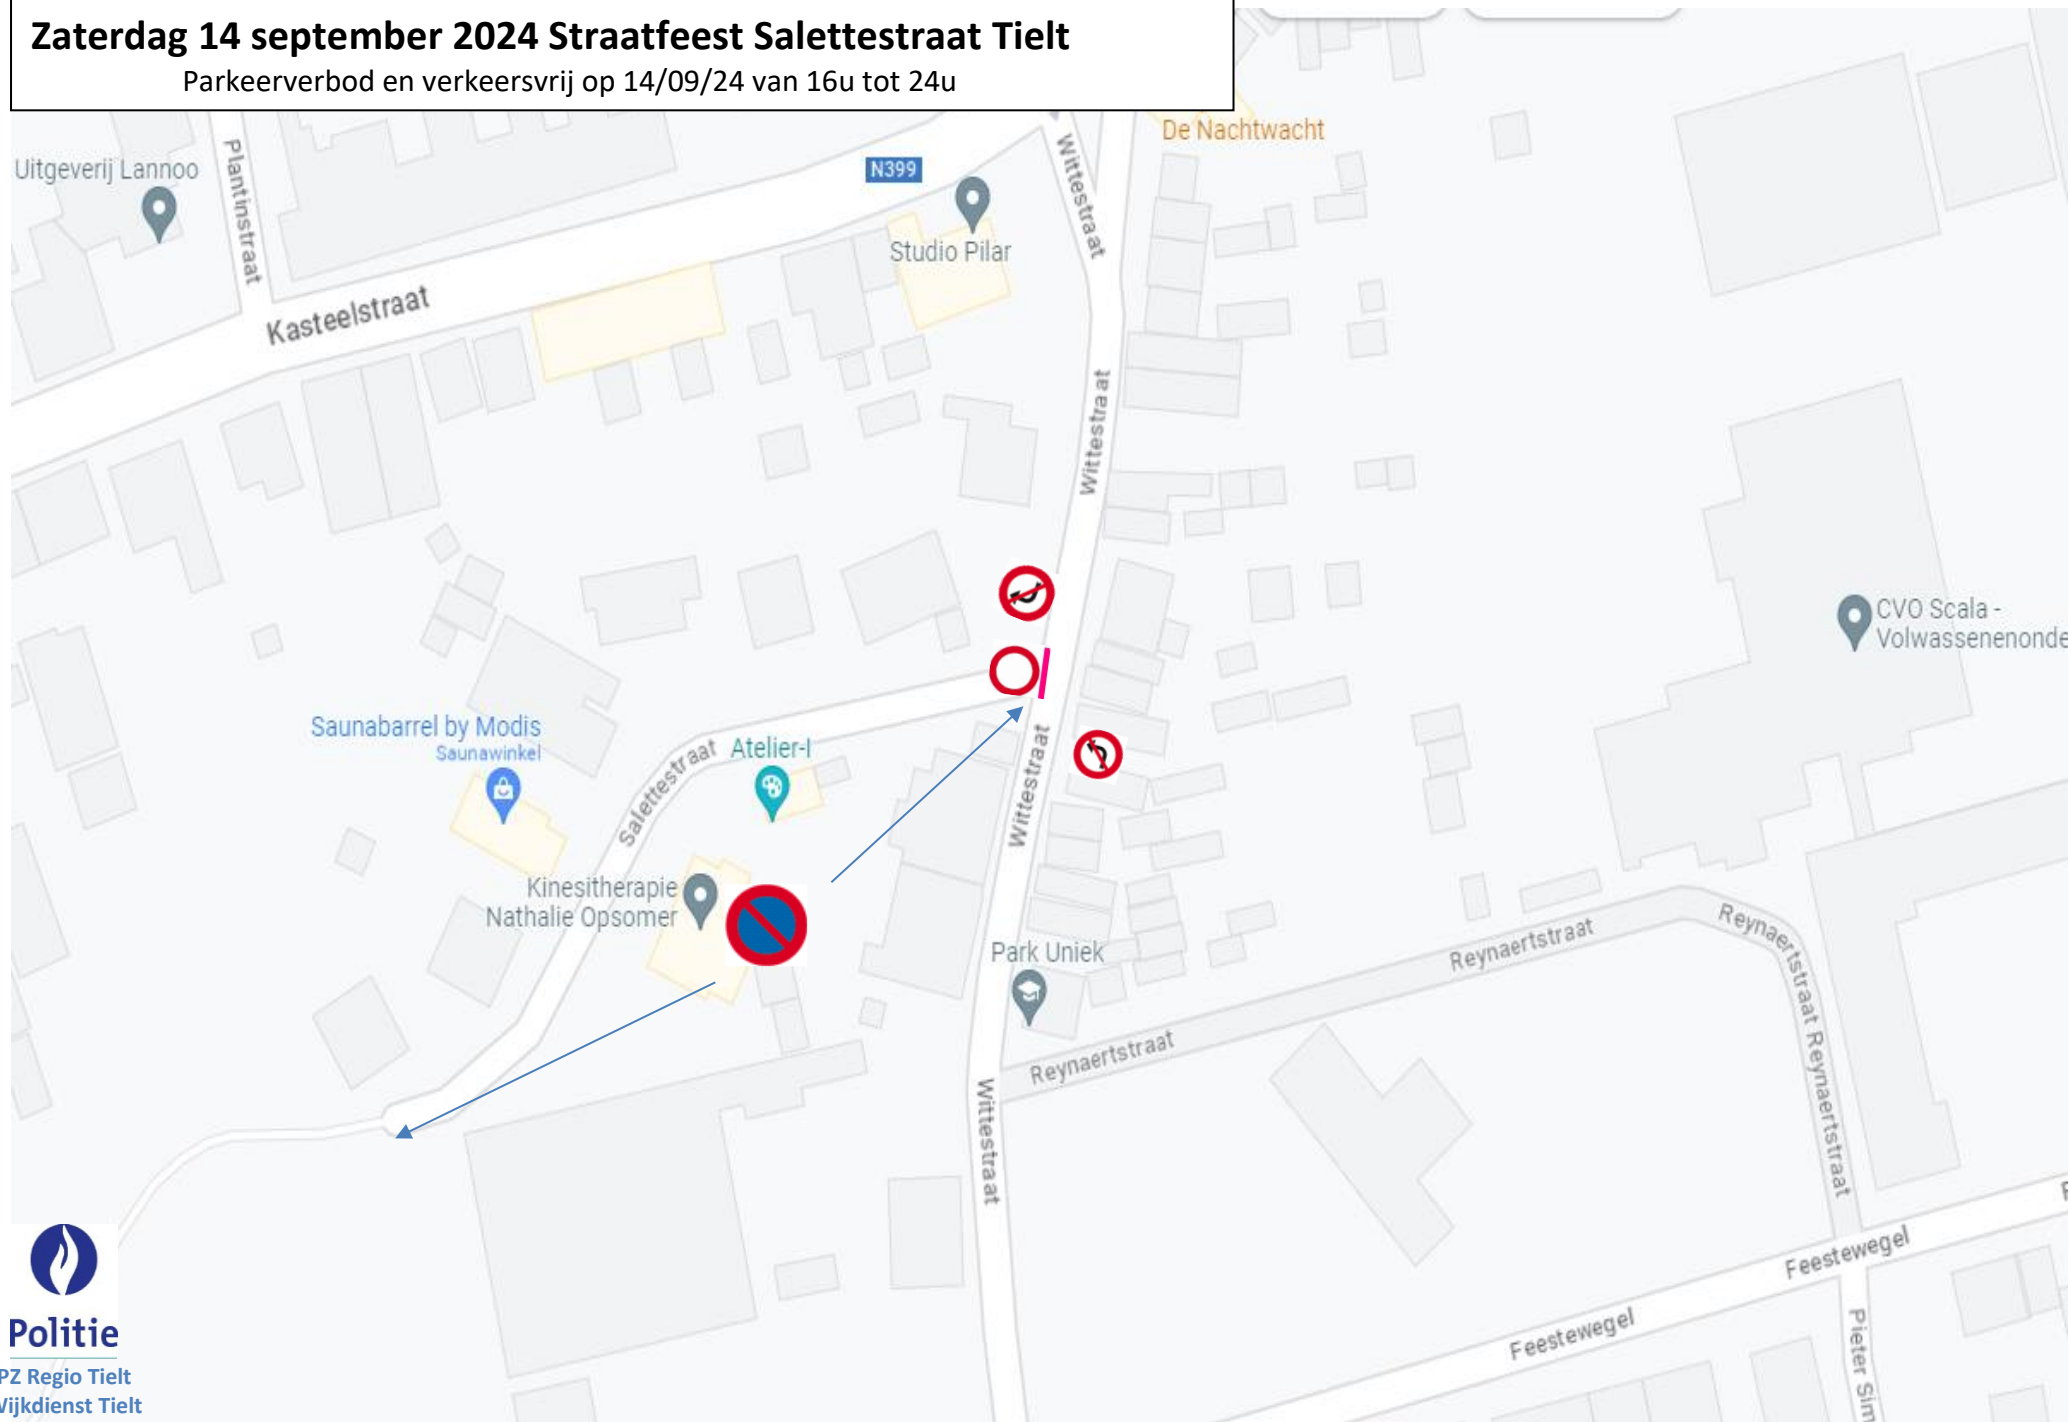 Zaterdag 14 september 2024 Straatfeest Salettestraat Tielt
Parkeerverbod en verkeersvrij op 14/09/24 van 16u tot 24u
De Nachtwacht
Uitgeverij Lannoo
Plantinstraat
N399
Wittestraat
Studio Pilar
Kasteelstraat
Wittestraat
CVO Scala -
Volwassenenonde
Saunabarrel by Modis
Saunawinkel
Salettestraat
Atelier-I
Wittestraat
Kinesitherapie
Nathalie Opsomer
Park Uniek
Reynaertstraat
Reynaertstraat
Reynaertstraat
Reynaertstraat
Wittestraat
Feestewegel
Feestewegel
Pieter Sim
Politie
PZ Regio Tielt
Wijkdienst Tielt